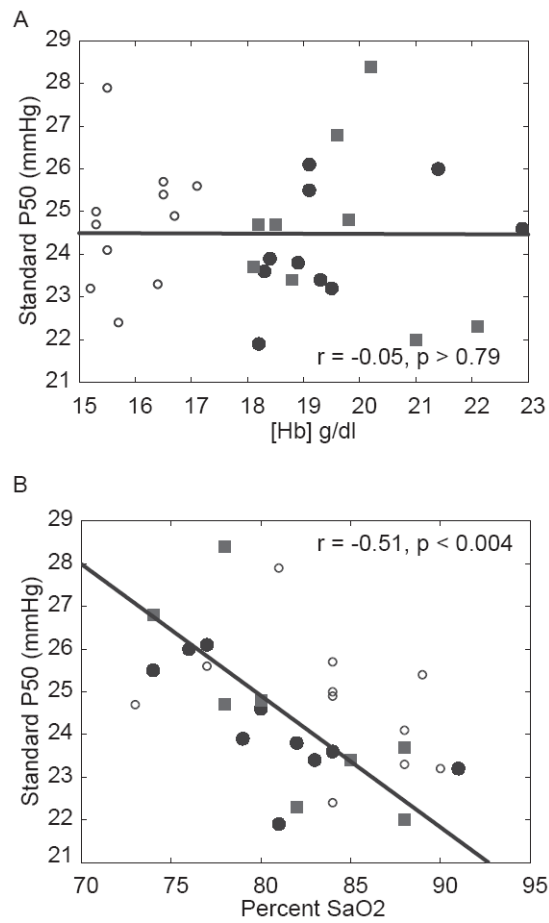 A
29
28
27
26
25
24
23
22
21
Standard P50 (mmHg)
r = -0.05, p > 0.79
15 16 17 18 19 20 21 22 23
[Hb] g/dl
B
29
28
27
26
25
24
23
22
21
Standard P50 (mmHg)
r = -0.51, p < 0.004
70 75 80 85 90 95
Percent SaO2